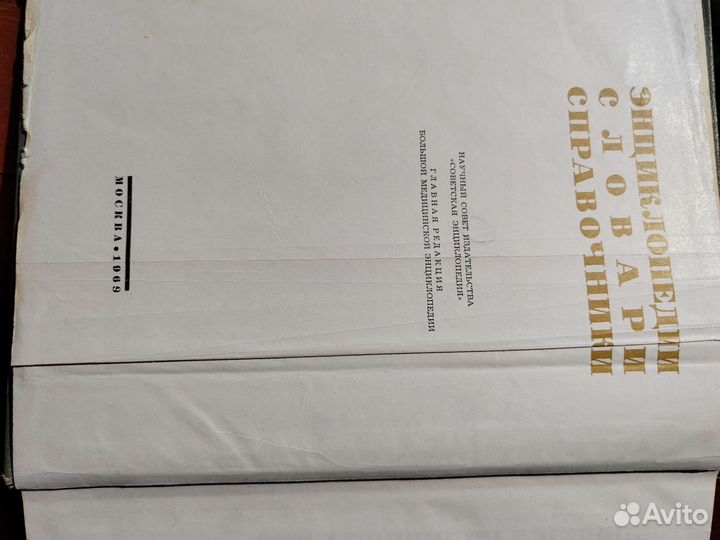 ЭНЦИКЛОПЕДИИ
СЛОВАРИ
СПРАВОЧНИКИ
НАУЧНЫЙ СОВЕТ ИЗДАТЕЛЬСТВА
«СОВЕТСКАЯ ЭНЦИКЛОПЕДИЯ»
ГЛАВНАЯ РЕДАКЦИЯ
БОЛЬШОЙ МЕДИЦИНСКОЙ ЭНЦИКЛОПЕДИИ
МОСКВА • 1969
Avito